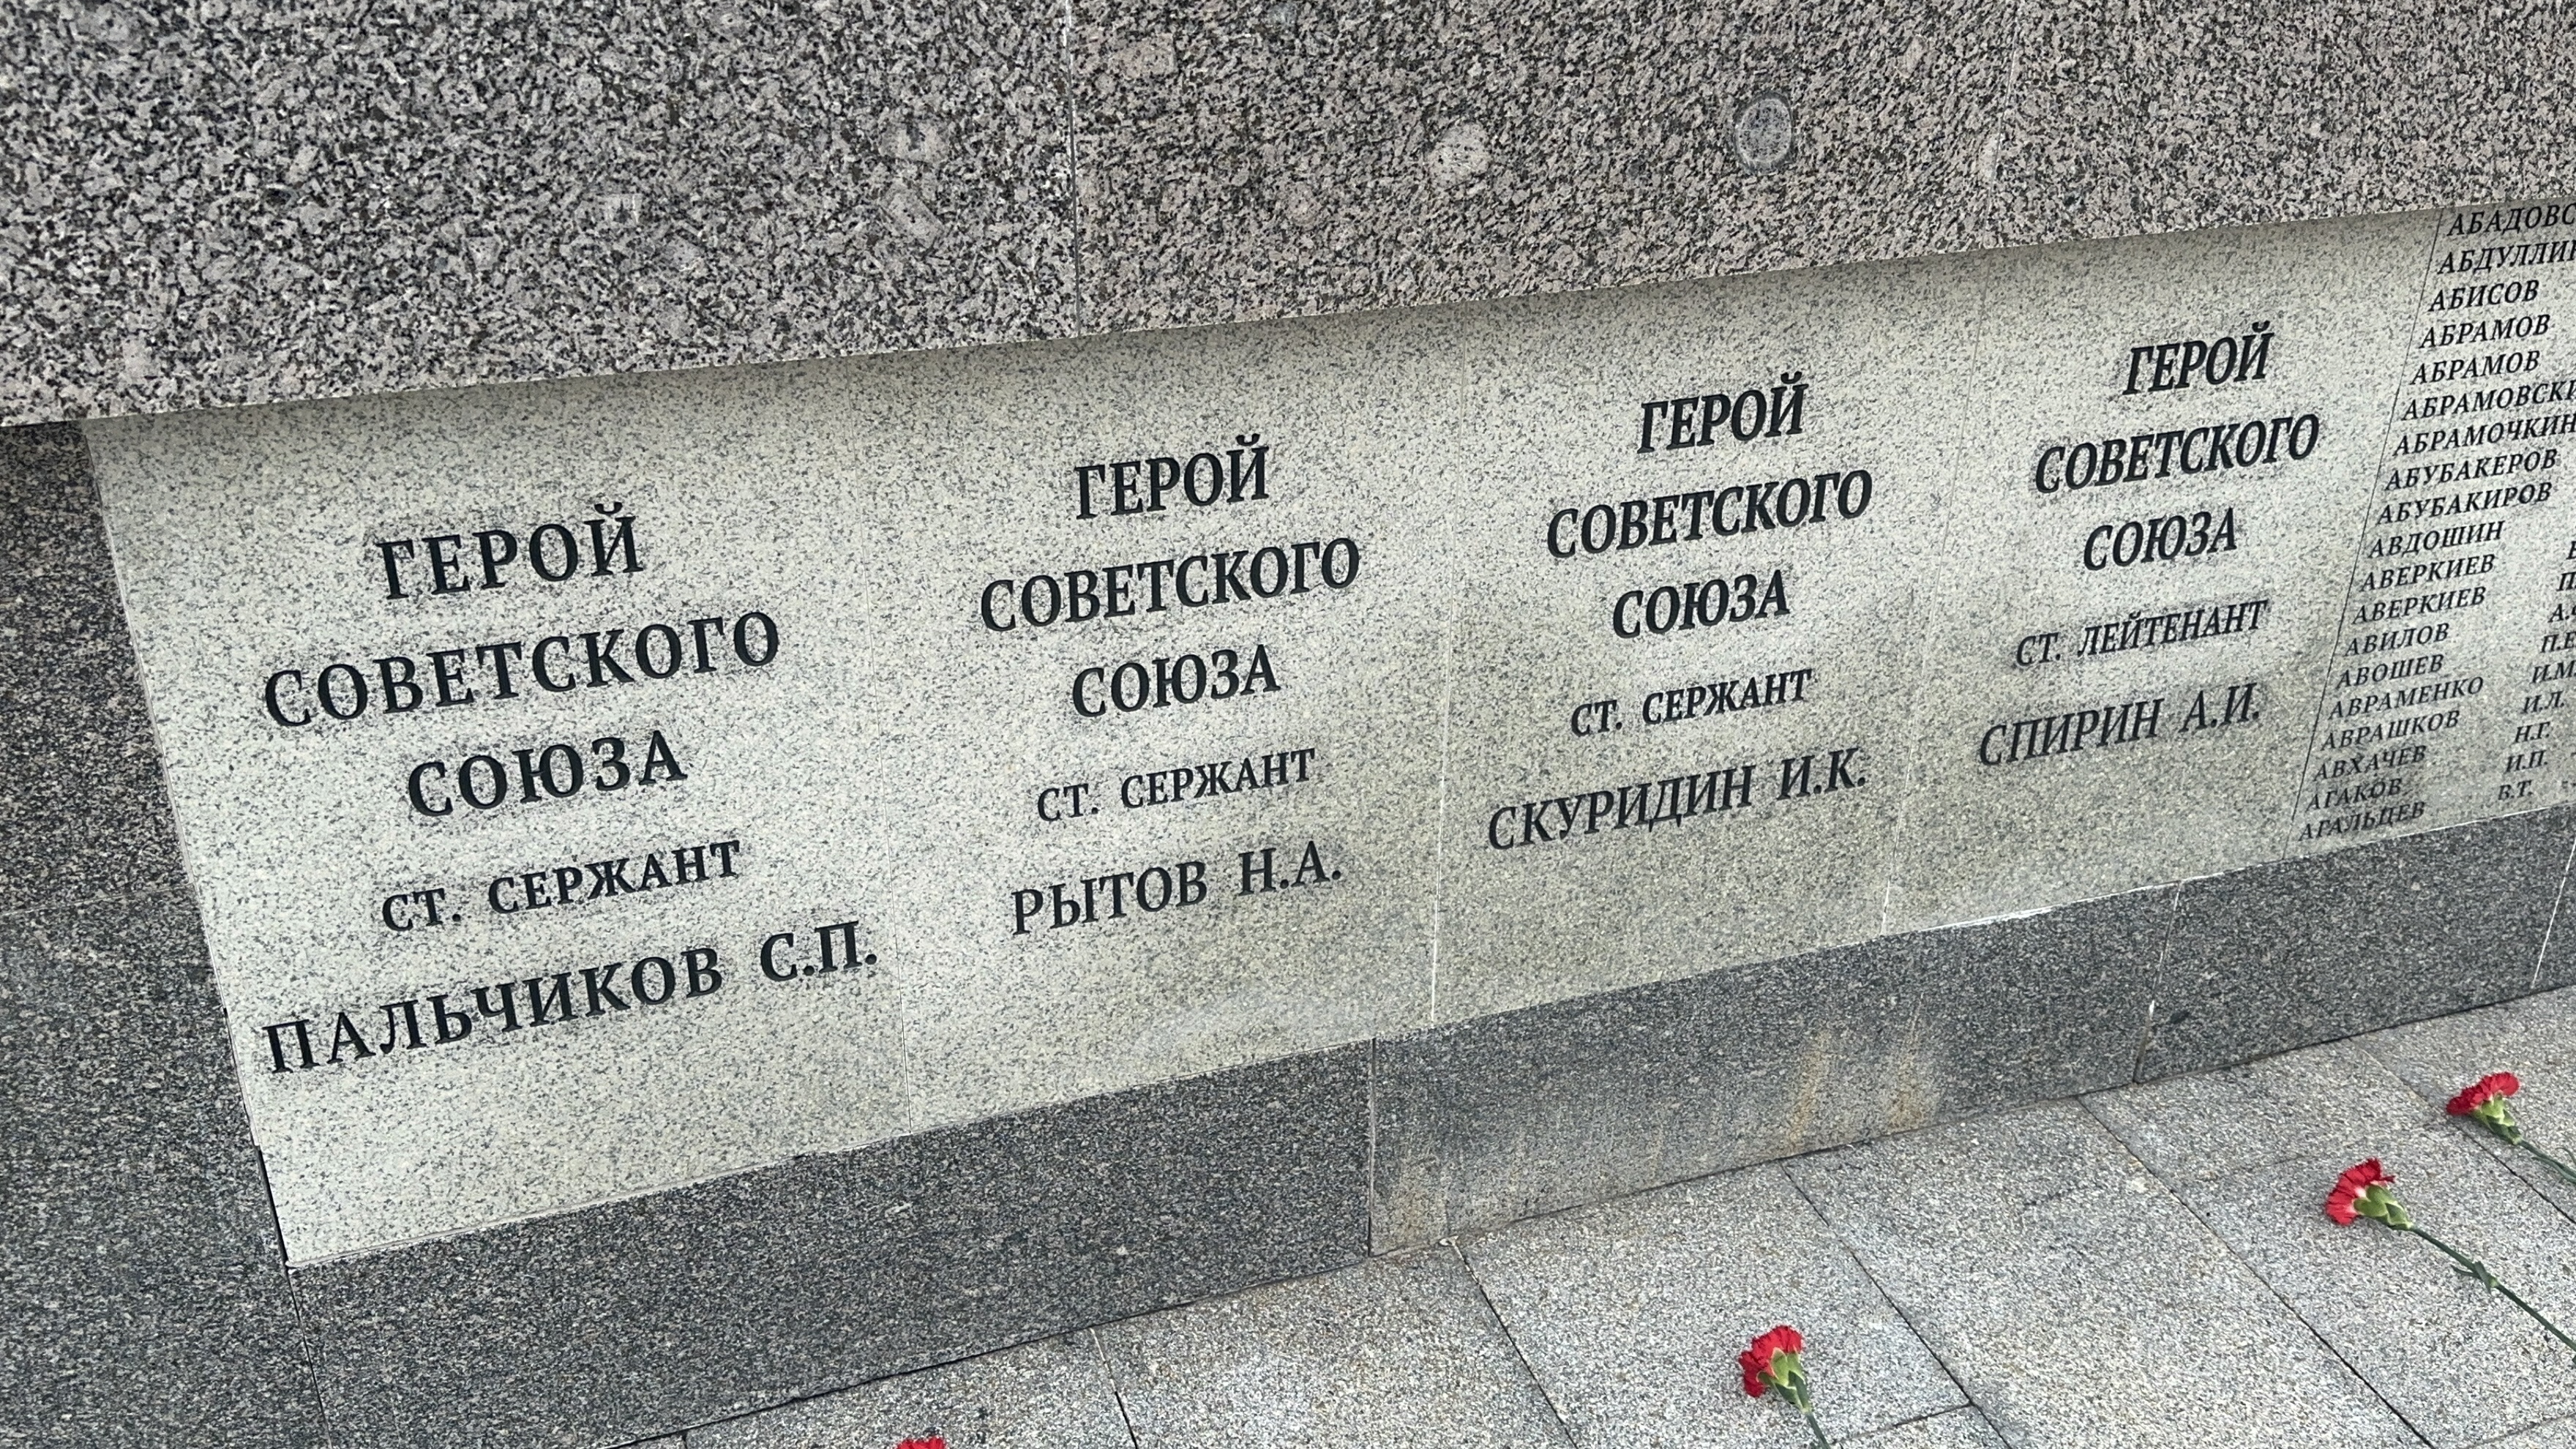 ГЕРОЙ
СОВЕТСКОГО
СОЮЗА
СТ. СЕРЖАНТ
ПАЛЬЧИКОВ С.П.
ГЕРОЙ
СОВЕТСКОГО
СОЮЗА
СТ. СЕРЖАНТ
РЫТОВ Н.А.
ГЕРОЙ
СОВЕТСКОГО
СОЮЗА
СТ. СЕРЖАНТ
СКУРИДИН И.К.
ГЕРОЙ
СОВЕТСКОГО
СОЮЗА
СТ. ЛЕЙТЕНАНТ
СПИРИН А.И.
АБИСОВ
АБРАМОВ
АБРАМОВ
АБРАМОЧКИН
АБУБАКЕРОВ
АБУБАКИРОВ
АВДОШИН
АВЕРКИЕВ
АВЕРКИЕВ
АВИЛОВ
АВОШЕВ
АВРАМЕНКО И.М.
АВРАШКОВ И.Л.
АВХАЧЕВ Н.Г.
АГАКОВ И.П.
АГАЛЬЦЕВ В.Т.